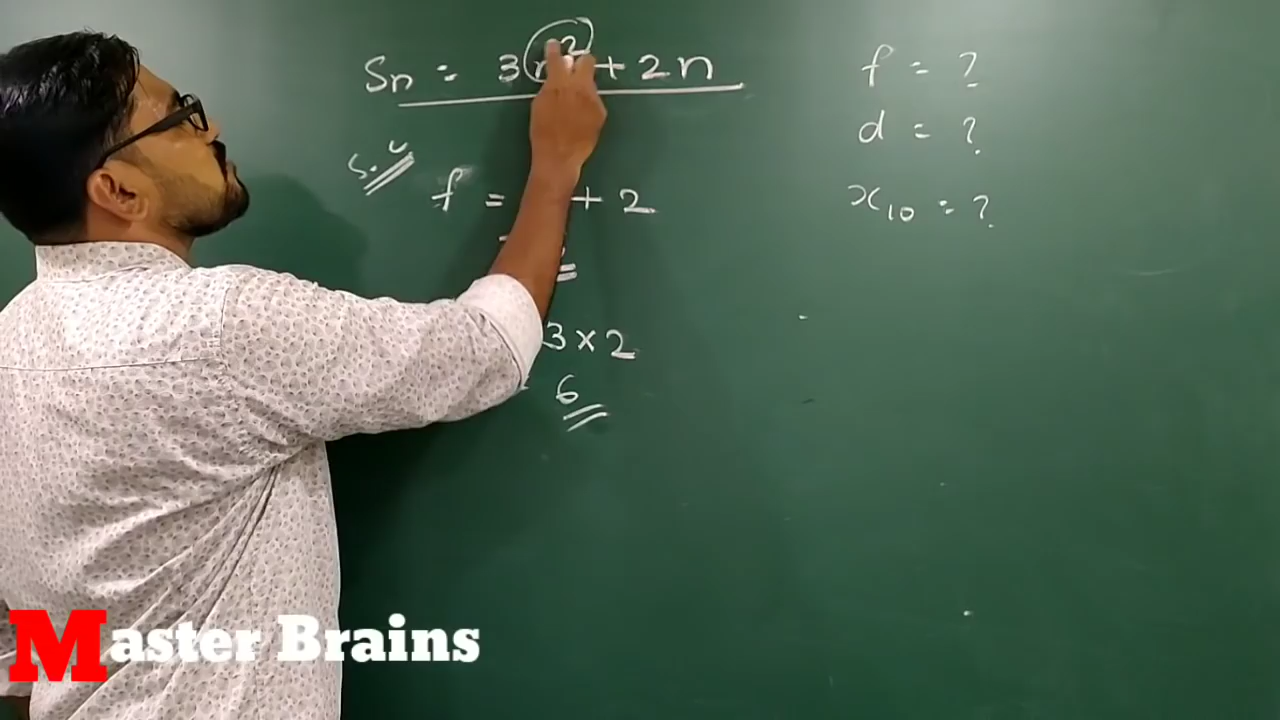 Sn = 3n² + 2n
f = ?
d = ?
x10 = ?
f = + 2
=
3 × 2
6
Master Brains